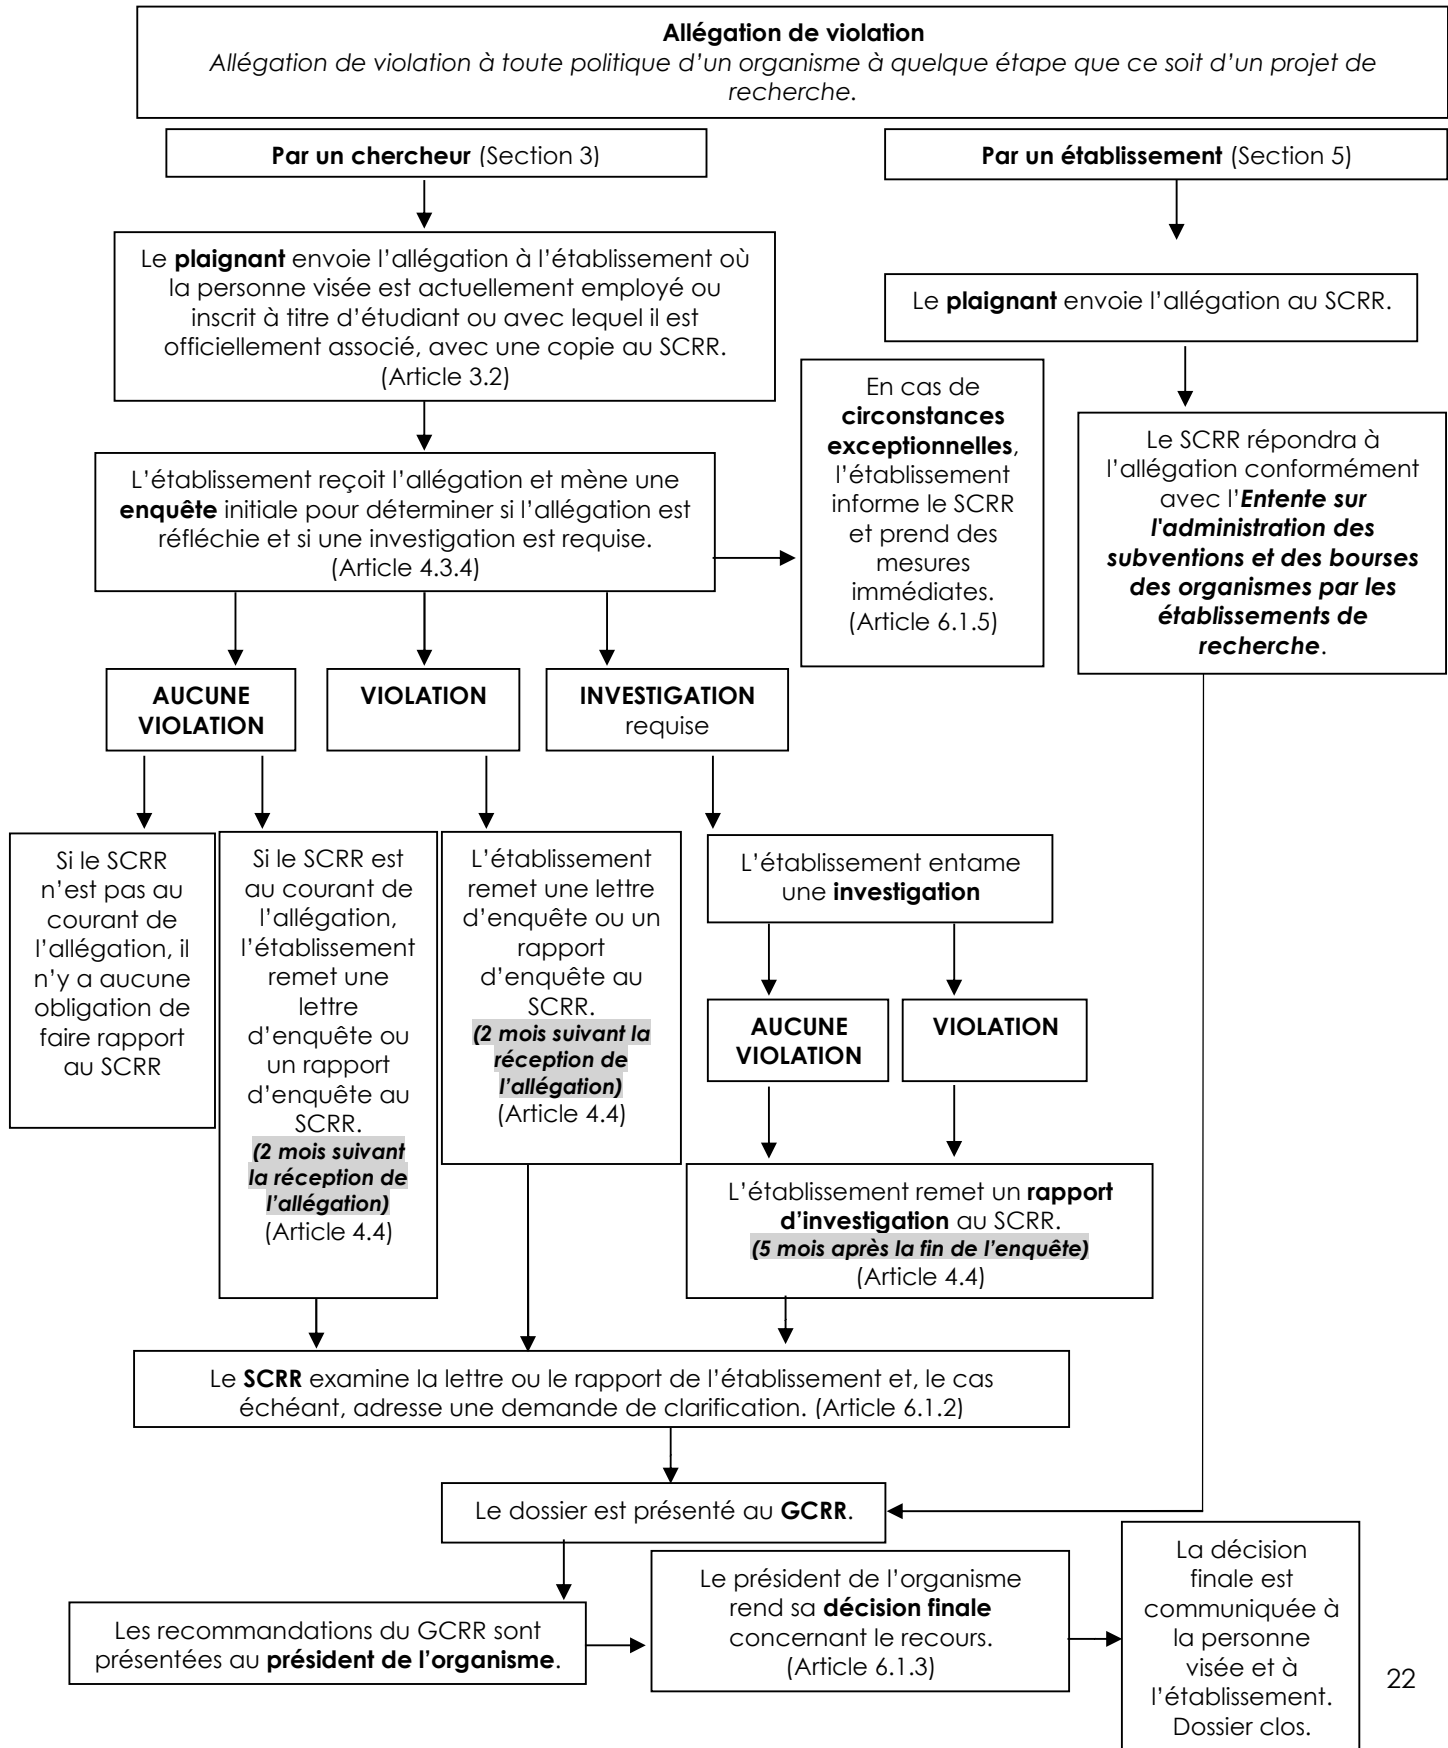 Allégation de violation
Allégation de violation à toute politique d'un organisme à quelque étape que ce soit d'un projet de
recherche.
Par un chercheur (Section 3)
Par un établissement (Section 5)
Le plaignant envoie l'allégation à l'établissement où
la personne visée est actuellement employé ou
inscrit à titre d'étudiant ou avec lequel il est
officiellement associé, avec une copie au SCRR.
(Article 3.2)
Le plaignant envoie l'allégation au SCRR.
L'établissement reçoit l'allégation et mène une
enquête initiale pour déterminer si l'allégation est
réfléchie et si une investigation est requise.
(Article 4.3.4)
En cas de
circonstances
exceptionnelles,
l'établissement
informe le SCRR
et prend des
mesures
immédiates.
(Article 6.1.5)
Le SCRR répondra à
l'allégation conformément
avec l'Entente sur
l'administration des
subventions et des bourses
des organismes par les
établissements de
recherche.
AUCUNE
VIOLATION
VIOLATION
INVESTIGATION
requise
Si le SCRR
n'est pas au
courant de
l'allégation, il
n'y a aucune
obligation de
faire rapport
au SCRR
Si le SCRR est
au courant de
l'allégation,
l'établissement
remet une
lettre
d'enquête ou
un rapport
d'enquête au
SCRR.
(2 mois suivant
la réception de
l'allégation)
(Article 4.4)
L'établissement
remet une lettre
d'enquête ou un
rapport
d'enquête au
SCRR.
(2 mois suivant la
réception de
l'allégation)
(Article 4.4)
L'établissement entame
une investigation
AUCUNE
VIOLATION
VIOLATION
L'établissement remet un rapport
d'investigation au SCRR.
(5 mois après la fin de l'enquête)
(Article 4.4)
Le SCRR examine la lettre ou le rapport de l'établissement et, le cas
échéant, adresse une demande de clarification. (Article 6.1.2)
Le dossier est présenté au GCRR.
Les recommandations du GCRR sont
présentées au président de l'organisme.
Le président de l'organisme
rend sa décision finale
concernant le recours.
(Article 6.1.3)
La décision
finale est
communiquée à
la personne
visée et à
l'établissement.
Dossier clos.
22